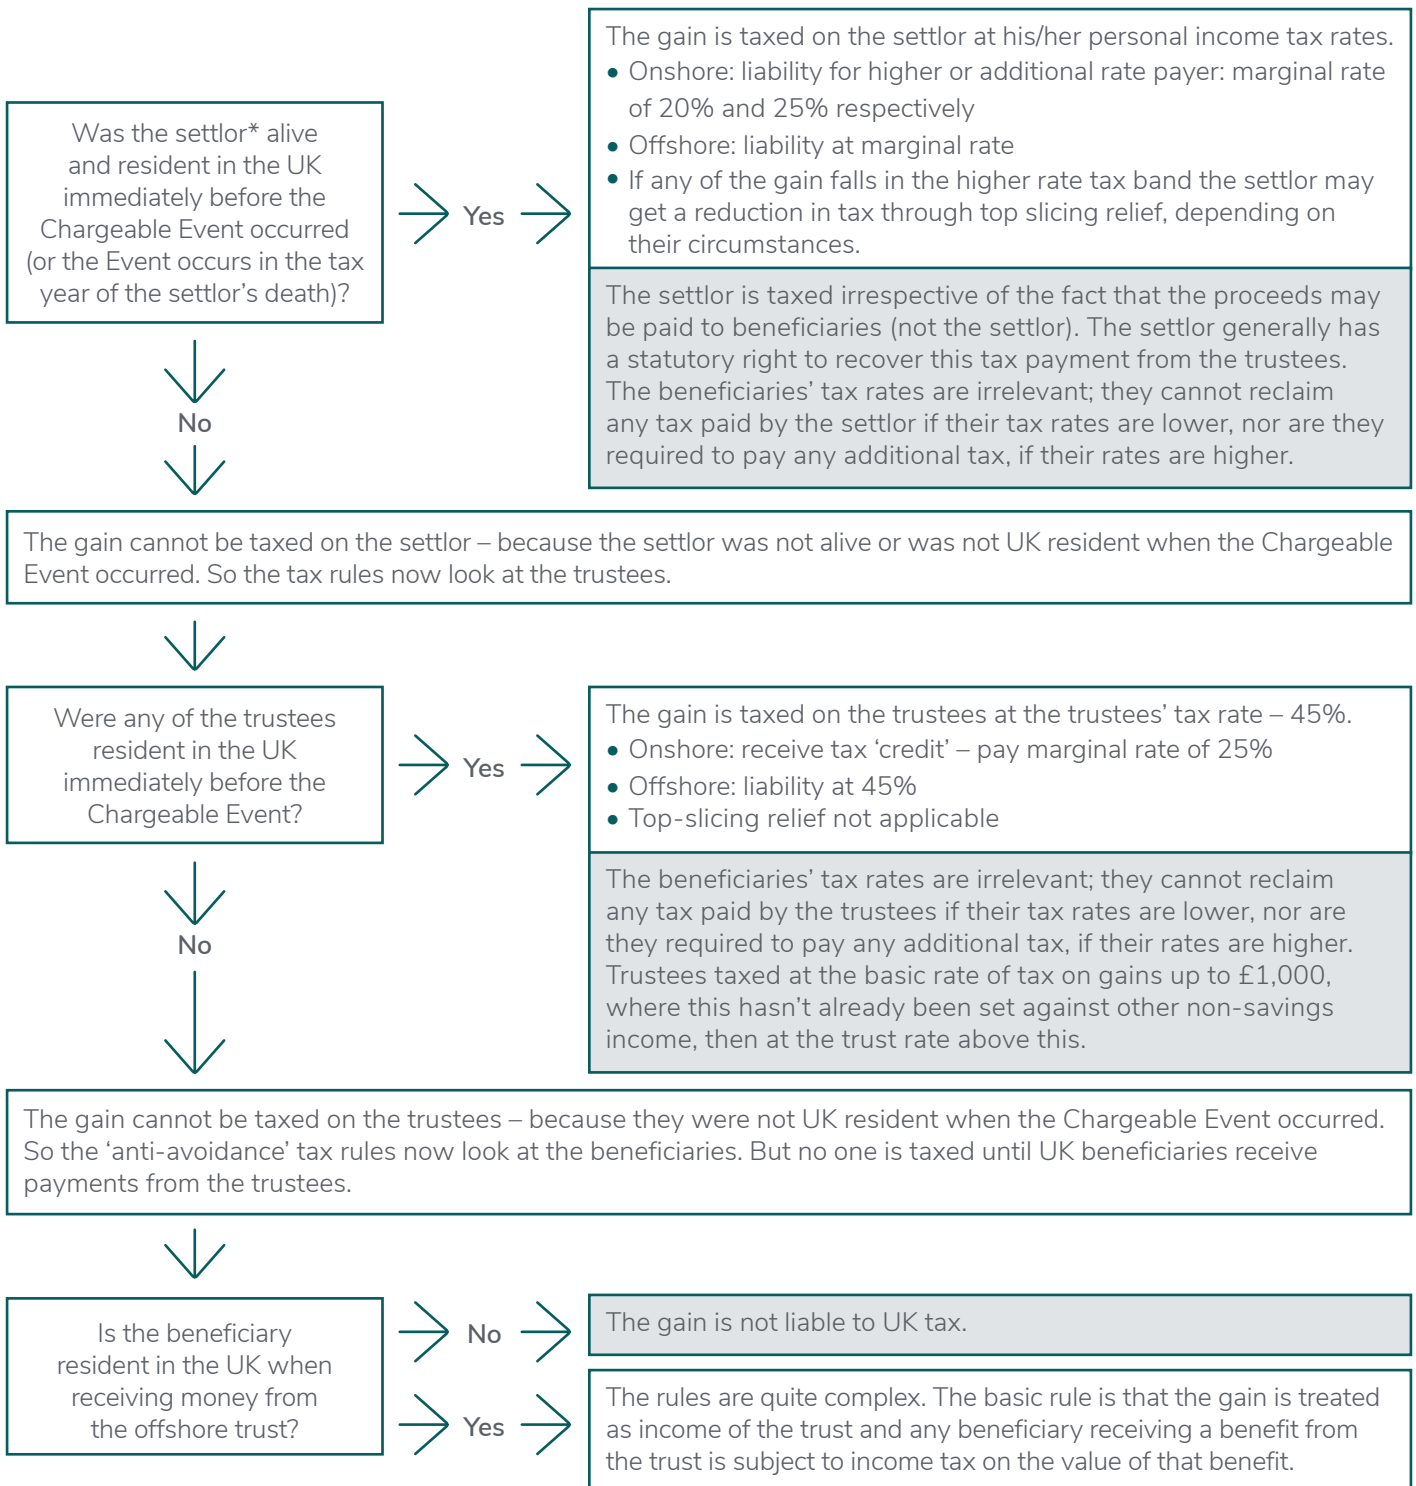 Was the settlor* alive
and resident in the UK
immediately before the
Chargeable Event occurred
(or the Event occurs in the tax
year of the settlor’s death)?
Yes
The gain is taxed on the settlor at his/her personal income tax rates.
• Onshore: liability for higher or additional rate payer: marginal rate
of 20% and 25% respectively
• Offshore: liability at marginal rate
• If any of the gain falls in the higher rate tax band the settlor may
get a reduction in tax through top slicing relief, depending on
their circumstances.
The settlor is taxed irrespective of the fact that the proceeds may
be paid to beneficiaries (not the settlor). The settlor generally has
a statutory right to recover this tax payment from the trustees.
The beneficiaries’ tax rates are irrelevant; they cannot reclaim
any tax paid by the settlor if their tax rates are lower, nor are they
required to pay any additional tax, if their rates are higher.
No
The gain cannot be taxed on the settlor – because the settlor was not alive or was not UK resident when the Chargeable
Event occurred. So the tax rules now look at the trustees.
Were any of the trustees
resident in the UK
immediately before the
Chargeable Event?
Yes
The gain is taxed on the trustees at the trustees’ tax rate – 45%.
• Onshore: receive tax ‘credit’ – pay marginal rate of 25%
• Offshore: liability at 45%
• Top-slicing relief not applicable
The beneficiaries’ tax rates are irrelevant; they cannot reclaim
any tax paid by the trustees if their tax rates are lower, nor are
they required to pay any additional tax, if their rates are higher.
Trustees taxed at the basic rate of tax on gains up to £1,000,
where this hasn’t already been set against other non-savings
income, then at the trust rate above this.
No
The gain cannot be taxed on the trustees – because they were not UK resident when the Chargeable Event occurred.
So the ‘anti-avoidance’ tax rules now look at the beneficiaries. But no one is taxed until UK beneficiaries receive
payments from the trustees.
Is the beneficiary
resident in the UK when
receiving money from
the offshore trust?
No
The gain is not liable to UK tax.
Yes
The rules are quite complex. The basic rule is that the gain is treated
as income of the trust and any beneficiary receiving a benefit from
the trust is subject to income tax on the value of that benefit.